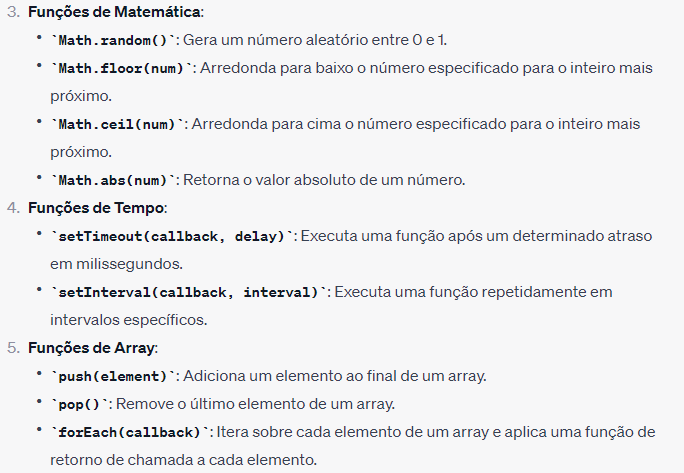 3. Funções de Matemática:
• `Math.random()`: Gera um número aleatório entre 0 e 1.
• `Math.floor(num)`: Arredonda para baixo o número especificado para o inteiro mais
próximo.
• `Math.ceil(num)`: Arredonda para cima o número especificado para o inteiro mais
próximo.
• `Math.abs(num)`: Retorna o valor absoluto de um número.
4. Funções de Tempo:
• `setTimeout(callback, delay)`: Executa uma função após um determinado atraso
em milissegundos.
• `setInterval(callback, interval)`: Executa uma função repetidamente em
intervalos específicos.
5. Funções de Array:
• `push(element)`: Adiciona um elemento ao final de um array.
• `pop()`: Remove o último elemento de um array.
• `forEach(callback)`: Itera sobre cada elemento de um array e aplica uma função de
retorno de chamada a cada elemento.